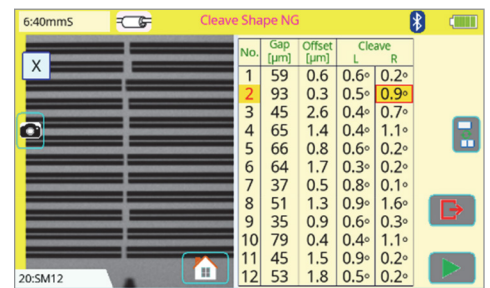 6:40mmS Cleave Shape NG
X
No. Gap [µm] Offset [µm] Cleave L R
1 59 0.6 0.6° 0.2°
2 93 0.3 0.5° 0.9°
3 45 2.6 0.4° 0.7°
4 65 1.4 0.4° 1.1°
5 66 0.8 0.6° 0.2°
6 64 1.7 0.3° 0.2°
7 37 0.5 0.8° 0.1°
8 51 1.3 0.9° 1.6°
9 35 0.9 0.6° 0.3°
10 79 0.4 0.4° 1.1°
11 45 1.5 0.9° 0.2°
12 53 1.8 0.5° 0.2°
20:SM12